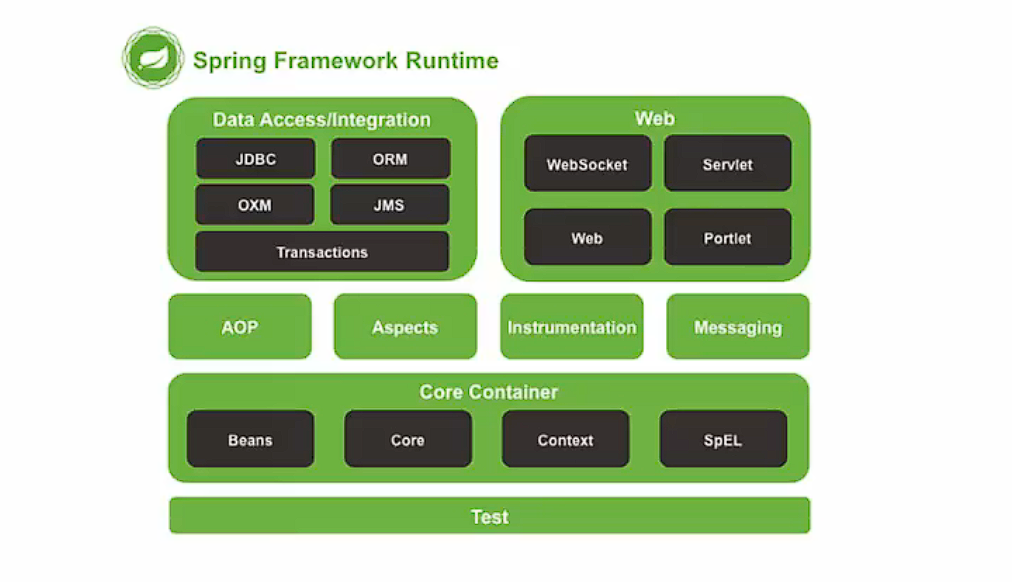 Spring Framework Runtime
Data Access/Integration
JDBC
ORM
OXM
JMS
Transactions
Web
WebSocket
Servlet
Web
Portlet
AOP
Aspects
Instrumentation
Messaging
Core Container
Beans
Core
Context
SpEL
Test